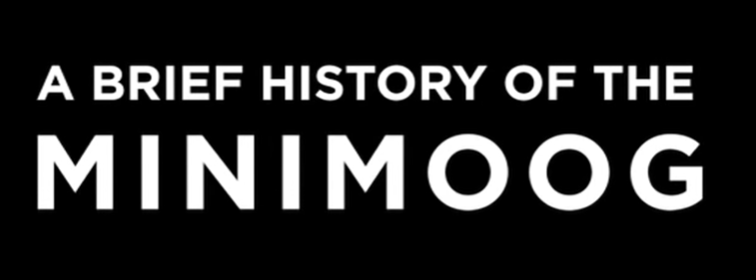 A BRIEF HISTORY OF THE
MINIMOOG